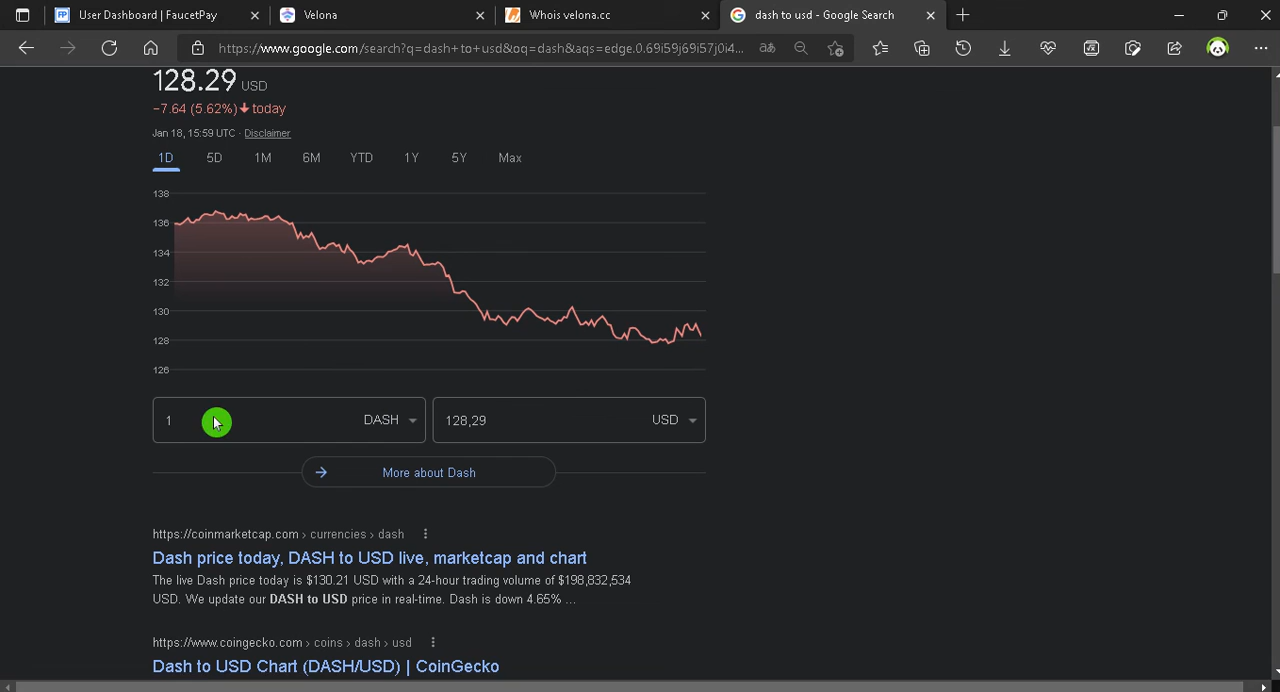 User Dashboard | FaucetPay
Velona
Whois velona.cc
dash to usd - Google Search
https://www.google.com/search?q=dash+to+usd&oq=dash&aqs=edge.0.69i59j69i57j0i4...
128.29 USD
−7.64 (5.62%) today
Jan 18, 15:59 UTC · Disclaimer
1D 5D 1M 6M YTD 1Y 5Y Max
138
136
134
132
130
128
126
1 DASH 128,29 USD
More about Dash
https://coinmarketcap.com › currencies › dash
Dash price today, DASH to USD live, marketcap and chart
The live Dash price today is $130.21 USD with a 24-hour trading volume of $198,832,534
USD. We update our DASH to USD price in real-time. Dash is down 4.65% ...
https://www.coingecko.com › coins › dash › usd
Dash to USD Chart (DASH/USD) | CoinGecko